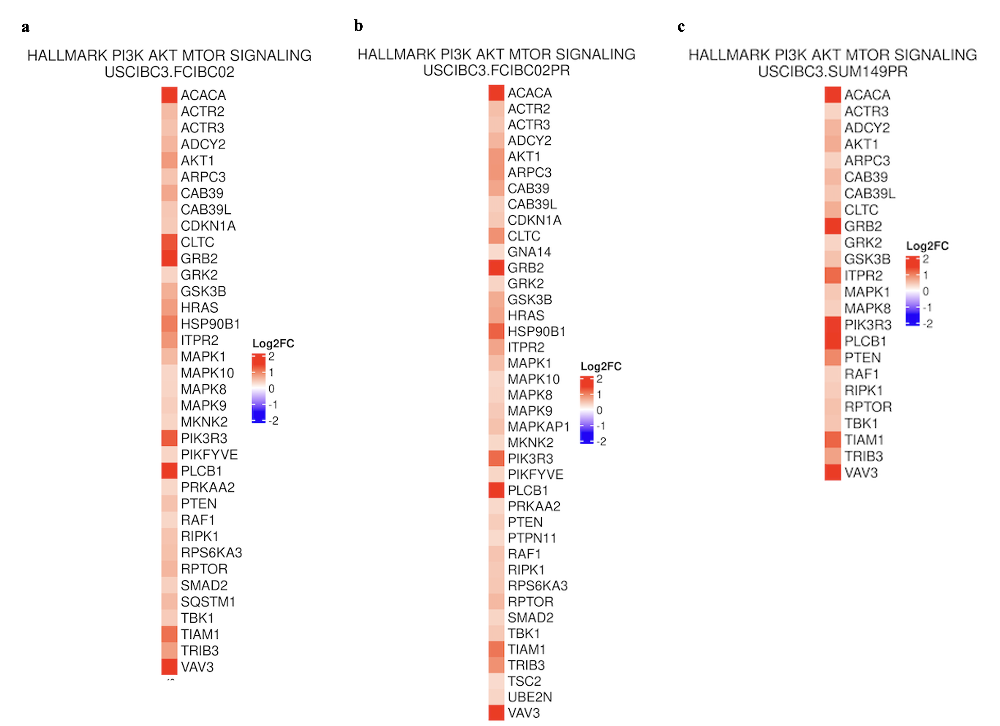 a
HALLMARK PI3K AKT MTOR SIGNALING
USCIBC3.FCIBC02
ACACA
ACTR2
ACTR3
ADCY2
AKT1
ARPC3
CAB39
CAB39L
CDKN1A
CLTC
GRB2
GRK2
GSK3B
HRAS
HSP90B1
ITPR2
MAPK1
MAPK10
MAPK8
MAPK9
MKNK2
PIK3R3
PIKFYVE
PLCB1
PRKAA2
PTEN
RAF1
RIPK1
RPS6KA3
RPTOR
SMAD2
SQSTM1
TBK1
TIAM1
TRIB3
VAV3
Log2FC
2
1
0
-1
-2
b
HALLMARK PI3K AKT MTOR SIGNALING
USCIBC3.FCIBC02PR
ACACA
ACTR2
ACTR3
ADCY2
AKT1
ARPC3
CAB39
CAB39L
CDKN1A
CLTC
GNA14
GRB2
GRK2
GSK3B
HRAS
HSP90B1
ITPR2
MAPK1
MAPK10
MAPK8
MAPK9
MAPKAP1
MKNK2
PIK3R3
PIKFYVE
PLCB1
PRKAA2
PTEN
PTPN11
RAF1
RIPK1
RPS6KA3
RPTOR
SMAD2
TBK1
TIAM1
TRIB3
TSC2
UBE2N
VAV3
Log2FC
2
1
0
-1
-2
c
HALLMARK PI3K AKT MTOR SIGNALING
USCIBC3.SUM149PR
ACACA
ACTR3
ADCY2
AKT1
ARPC3
CAB39
CAB39L
CLTC
GRB2
GRK2
GSK3B
ITPR2
MAPK1
MAPK8
PIK3R3
PLCB1
PTEN
RAF1
RIPK1
RPTOR
TBK1
TIAM1
TRIB3
VAV3
Log2FC
2
1
0
-1
-2